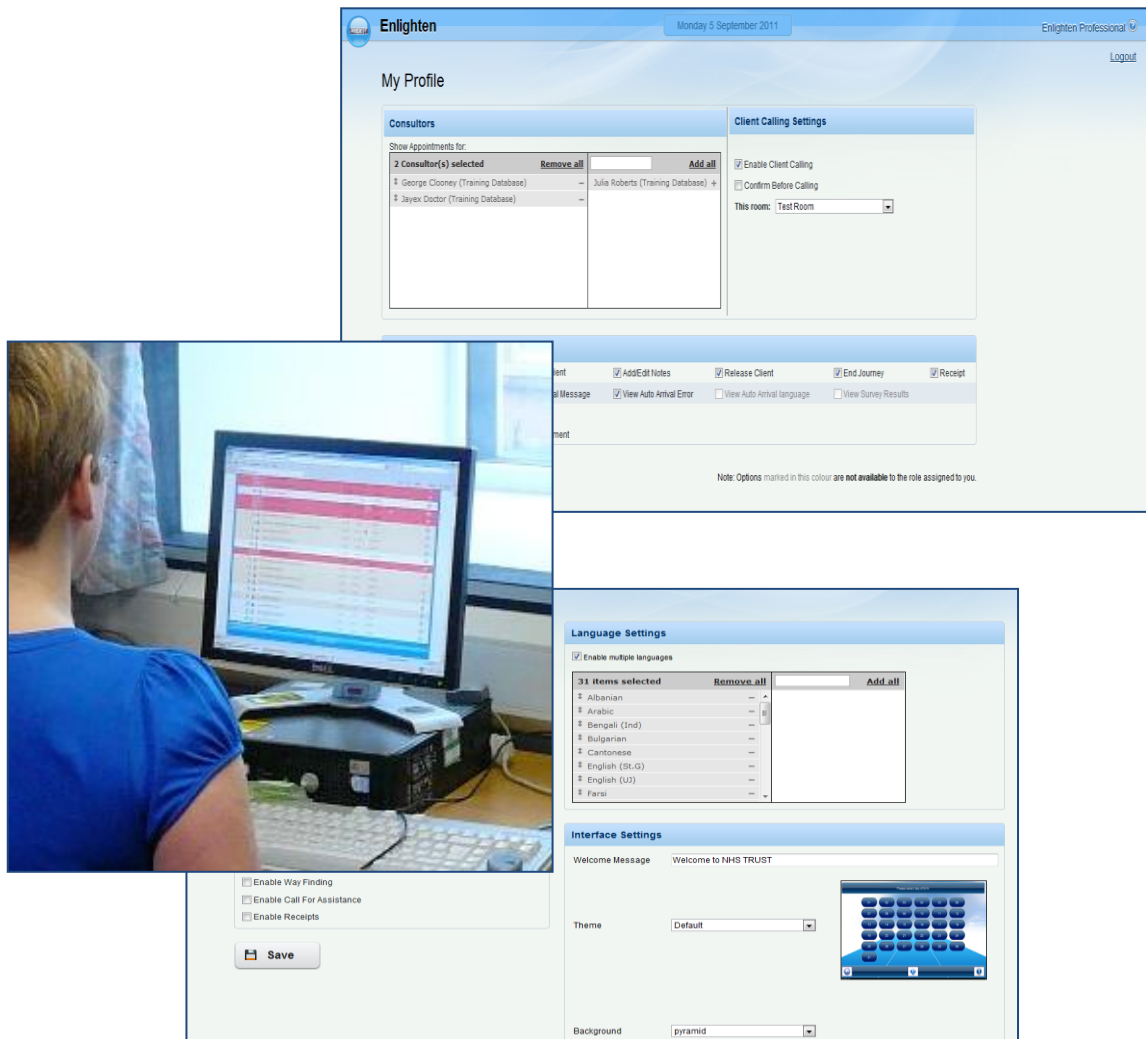 Enlighten
Monday 5 September 2011
Enlighten Professional
Logout
My Profile
Consultors
Show Appointments for:
2 Consultor(s) selected Remove all Add all
George Clooney (Training Database) – Julia Roberts (Training Database) +
Jayex Doctor (Training Database) –
Client Calling Settings
Enable Client Calling
Confirm Before Calling
This room: Test Room
Add/Edit Notes Release Client End Journey Receipt
al Message View Auto Arrival Error View Auto Arrival language View Survey Results
ment
Note: Options marked in this colour are not available to the role assigned to you.
DELL
Enable Way Finding
Enable Call For Assistance
Enable Receipts
Save
Language Settings
Enable multiple languages
31 items selected Remove all Add all
Albanian –
Arabic –
Bengali (Ind) –
Bulgarian –
Cantonese –
English (St.G) –
English (UJ) –
Farsi –
Interface Settings
Welcome Message Welcome to NHS TRUST
Theme Default
Background pyramid